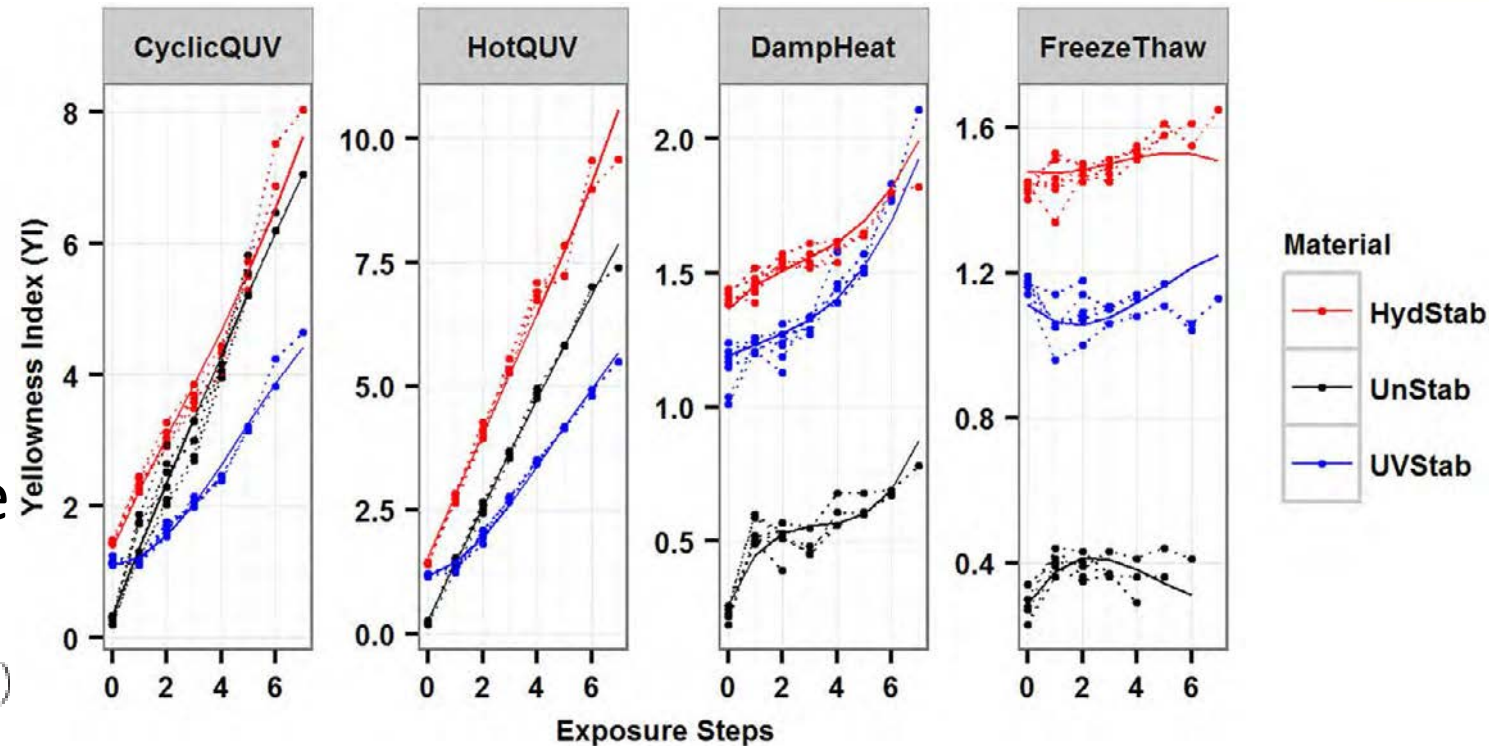 CyclicQUV HotQUV DampHeat FreezeThaw
Yellowness Index (YI)
8
6
4
2
0
10.0
7.5
5.0
2.5
0.0
2.0
1.5
1.0
0.5
1.6
1.2
0.8
0.4
0 2 4 6
0 2 4 6
0 2 4 6
0 2 4 6
Exposure Steps
Material
HydStab
UnStab
UVStab
e
)